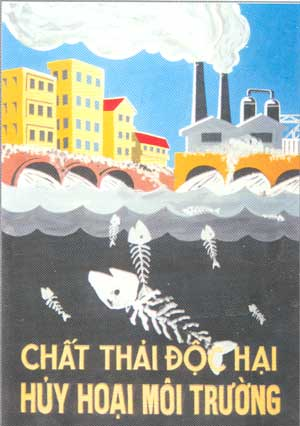 CHẤT THẢI ĐỘC HẠI
HỦY HOẠI MÔI TRƯỜNG